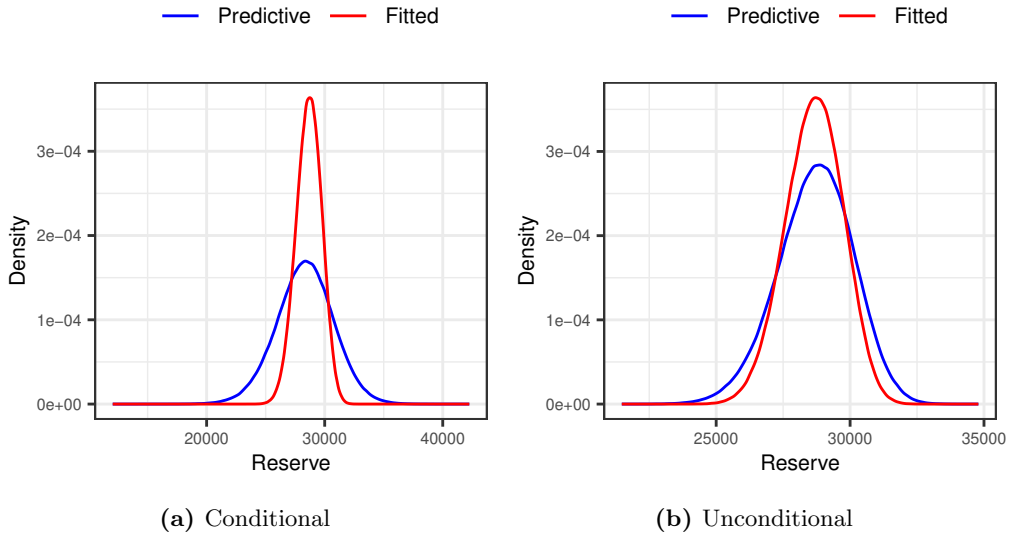 Predictive Fitted
Density
3e-04
2e-04
1e-04
0e+00
20000 30000 40000
Reserve
(a) Conditional
Predictive Fitted
Density
3e-04
2e-04
1e-04
0e+00
25000 30000 35000
Reserve
(b) Unconditional